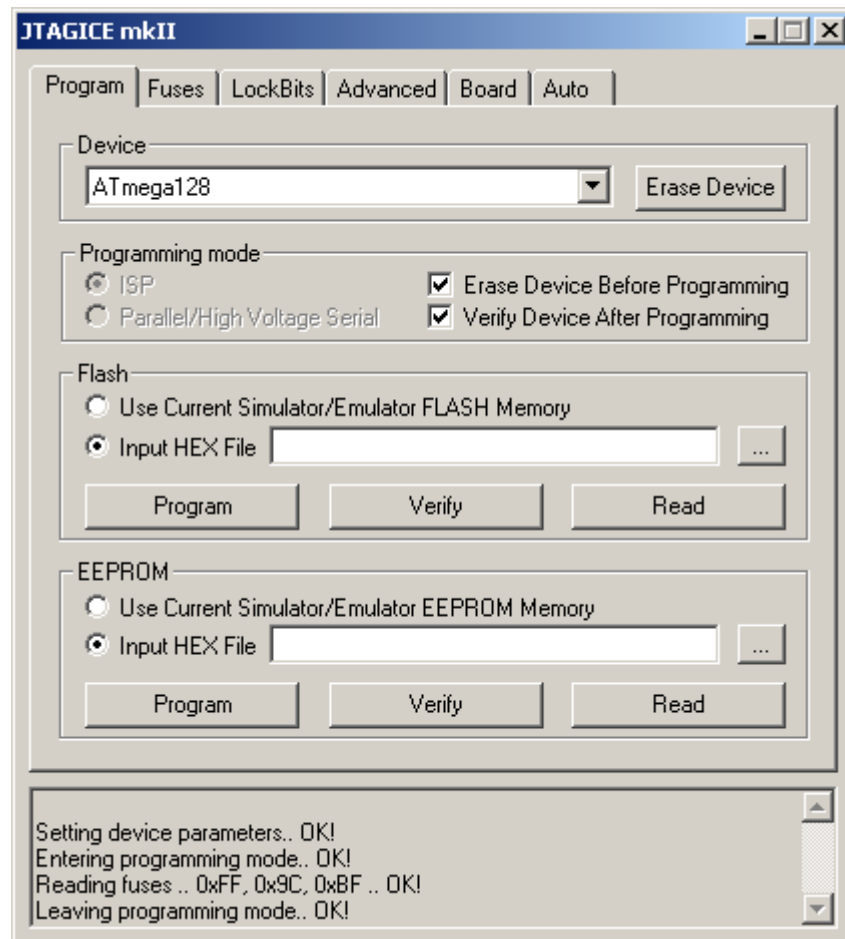 JTAGICE mkII
Program Fuses LockBits Advanced Board Auto
Device
ATmega128 Erase Device
Programming mode
ISP Erase Device Before Programming
Parallel/High Voltage Serial Verify Device After Programming
Flash
Use Current Simulator/Emulator FLASH Memory
Input HEX File ...
Program Verify Read
EEPROM
Use Current Simulator/Emulator EEPROM Memory
Input HEX File ...
Program Verify Read
Setting device parameters.. OK!
Entering programming mode.. OK!
Reading fuses .. 0xFF, 0x9C, 0xBF .. OK!
Leaving programming mode.. OK!